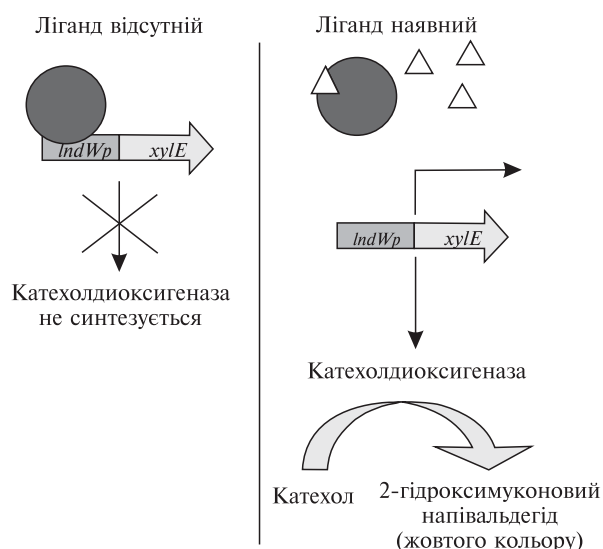 Ліганд відсутній
lndWp xylE
Катехолдиоксигеназа
не синтезується
Ліганд наявний
lndWp xylE
Катехолдиоксигеназа
Катехол
2-гідроксимуконовий
напівальдегід
(жовтого кольору)